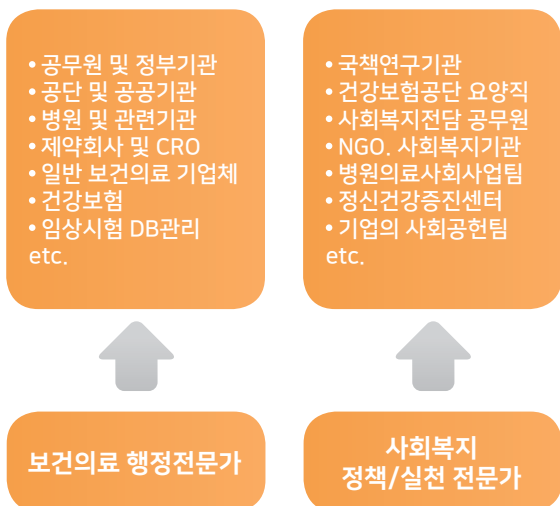 • 공무원 및 정부기관
• 공단 및 공공기관
• 병원 및 관련기관
• 제약회사 및 CRO
• 일반 보건의료 기업체
• 건강보험
• 임상시험 DB관리
etc.
• 국책연구기관
• 건강보험공단 요양직
• 사회복지전담 공무원
• NGO. 사회복지기관
• 병원의료사회사업팀
• 정신건강증진센터
• 기업의 사회공헌팀
etc.
보건의료 행정전문가
사회복지
정책/실천 전문가